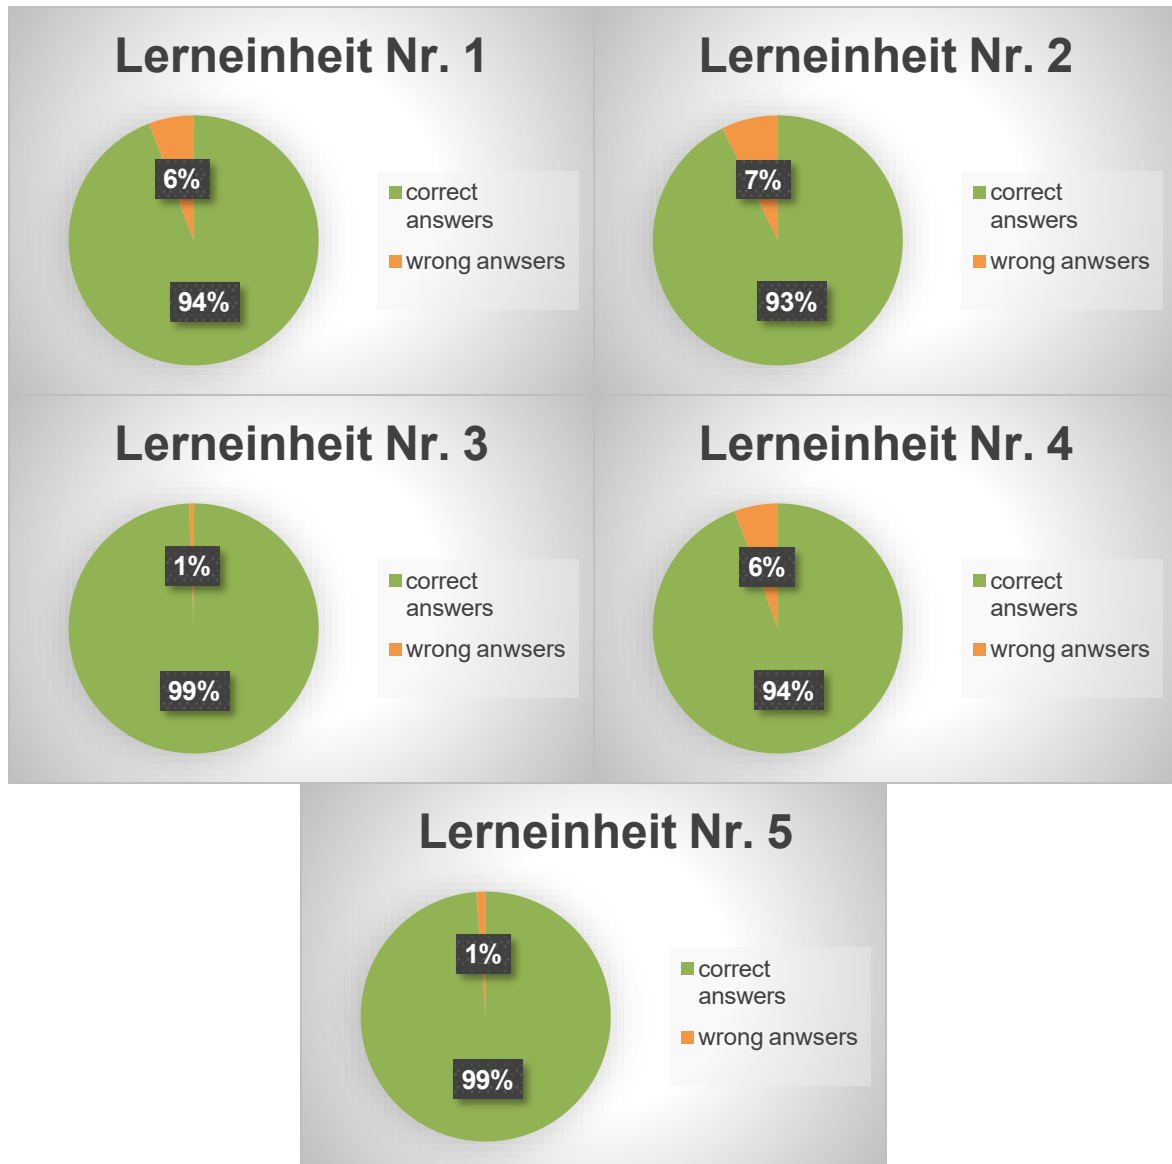 Lerneinheit Nr. 1
6%
94%
correct
answers
wrong anwsers
Lerneinheit Nr. 2
7%
93%
correct
answers
wrong anwsers
Lerneinheit Nr. 3
1%
99%
correct
answers
wrong anwsers
Lerneinheit Nr. 4
6%
94%
correct
answers
wrong anwsers
Lerneinheit Nr. 5
1%
99%
correct
answers
wrong anwsers